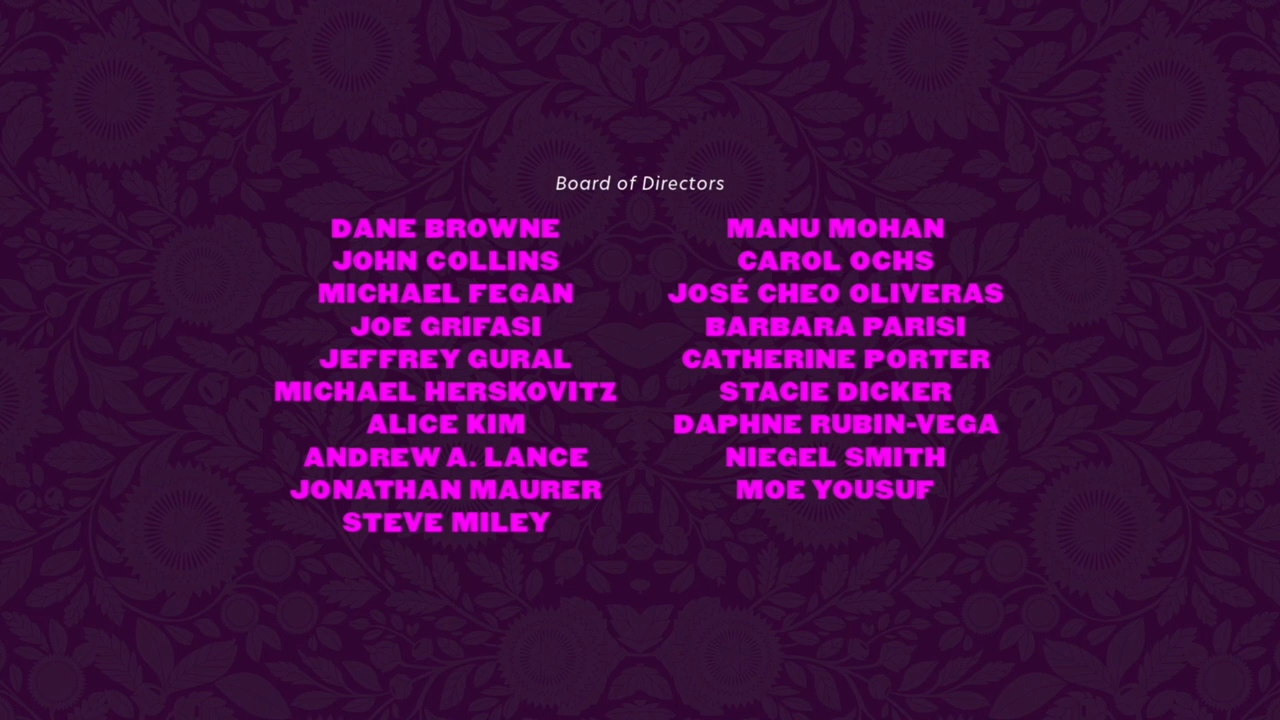 Board of Directors
DANE BROWNE
JOHN COLLINS
MICHAEL FEGAN
JOE GRIFASI
JEFFREY GURAL
MICHAEL HERSKOVITZ
ALICE KIM
ANDREW A. LANCE
JONATHAN MAURER
STEVE MILEY
MANU MOHAN
CAROL OCHS
JOSÉ CHEO OLIVERAS
BARBARA PARISI
CATHERINE PORTER
STACIE DICKER
DAPHNE RUBIN-VEGA
NIEGEL SMITH
MOE YOUSUF